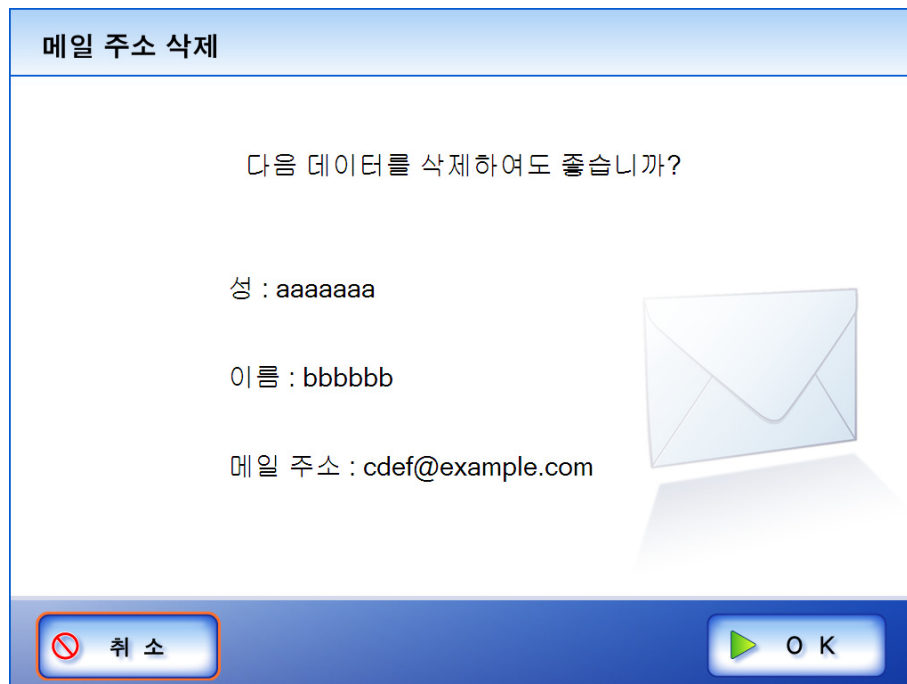 메일 주소 삭제
다음 데이터를 삭제하여도 좋습니까?
성 : aaaaaaa
이름 : bbbbbb
메일 주소 : cdef@example.com
취 소
O K